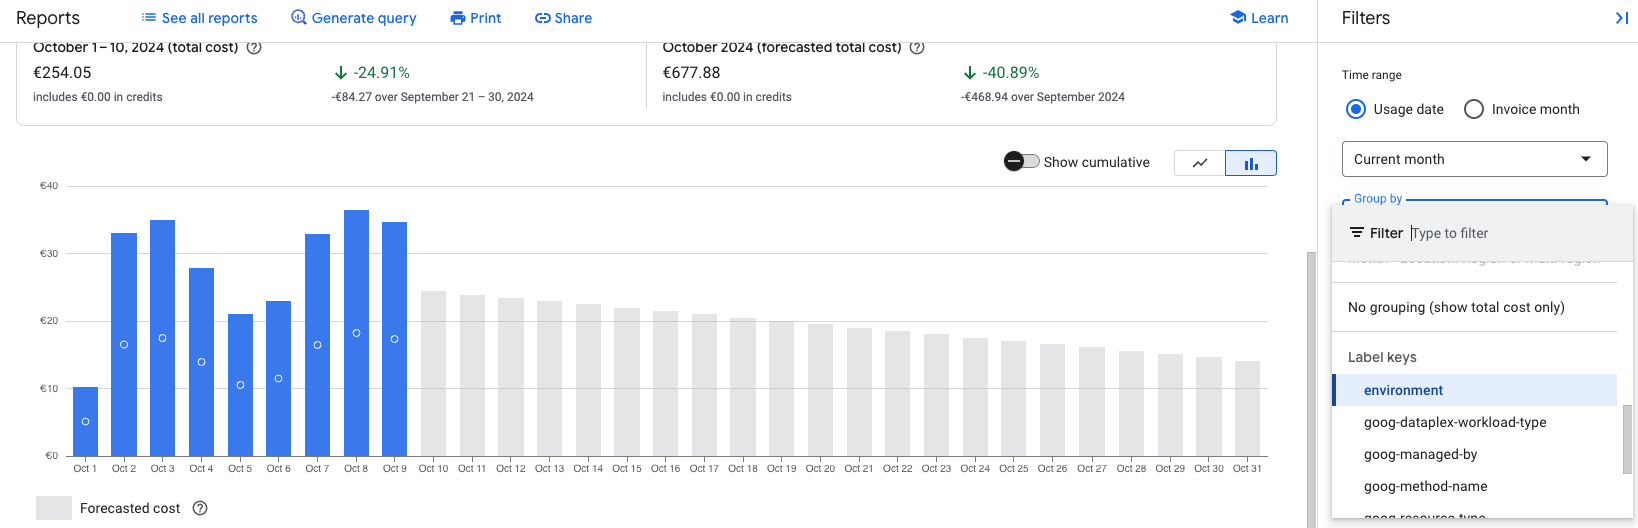 Reports
See all reports
Generate query
Print
Share
Learn
October 1 – 10, 2024 (total cost)
€254.05
-24.91%
includes €0.00 in credits
-€84.27 over September 21 – 30, 2024
October 2024 (forecasted total cost)
€677.88
-40.89%
includes €0.00 in credits
-€468.94 over September 2024
Show cumulative
€40
€30
€20
€10
€0
Oct 1 Oct 2 Oct 3 Oct 4 Oct 5 Oct 6 Oct 7 Oct 8 Oct 9 Oct 10 Oct 11 Oct 12 Oct 13 Oct 14 Oct 15 Oct 16 Oct 17 Oct 18 Oct 19 Oct 20 Oct 21 Oct 22 Oct 23 Oct 24 Oct 25 Oct 26 Oct 27 Oct 28 Oct 29 Oct 30 Oct 31
Forecasted cost
Filters
Time range
Usage date
Invoice month
Current month
Group by
Filter Type to filter
No grouping (show total cost only)
Label keys
environment
goog-dataplex-workload-type
goog-managed-by
goog-method-name
goog-resource-type